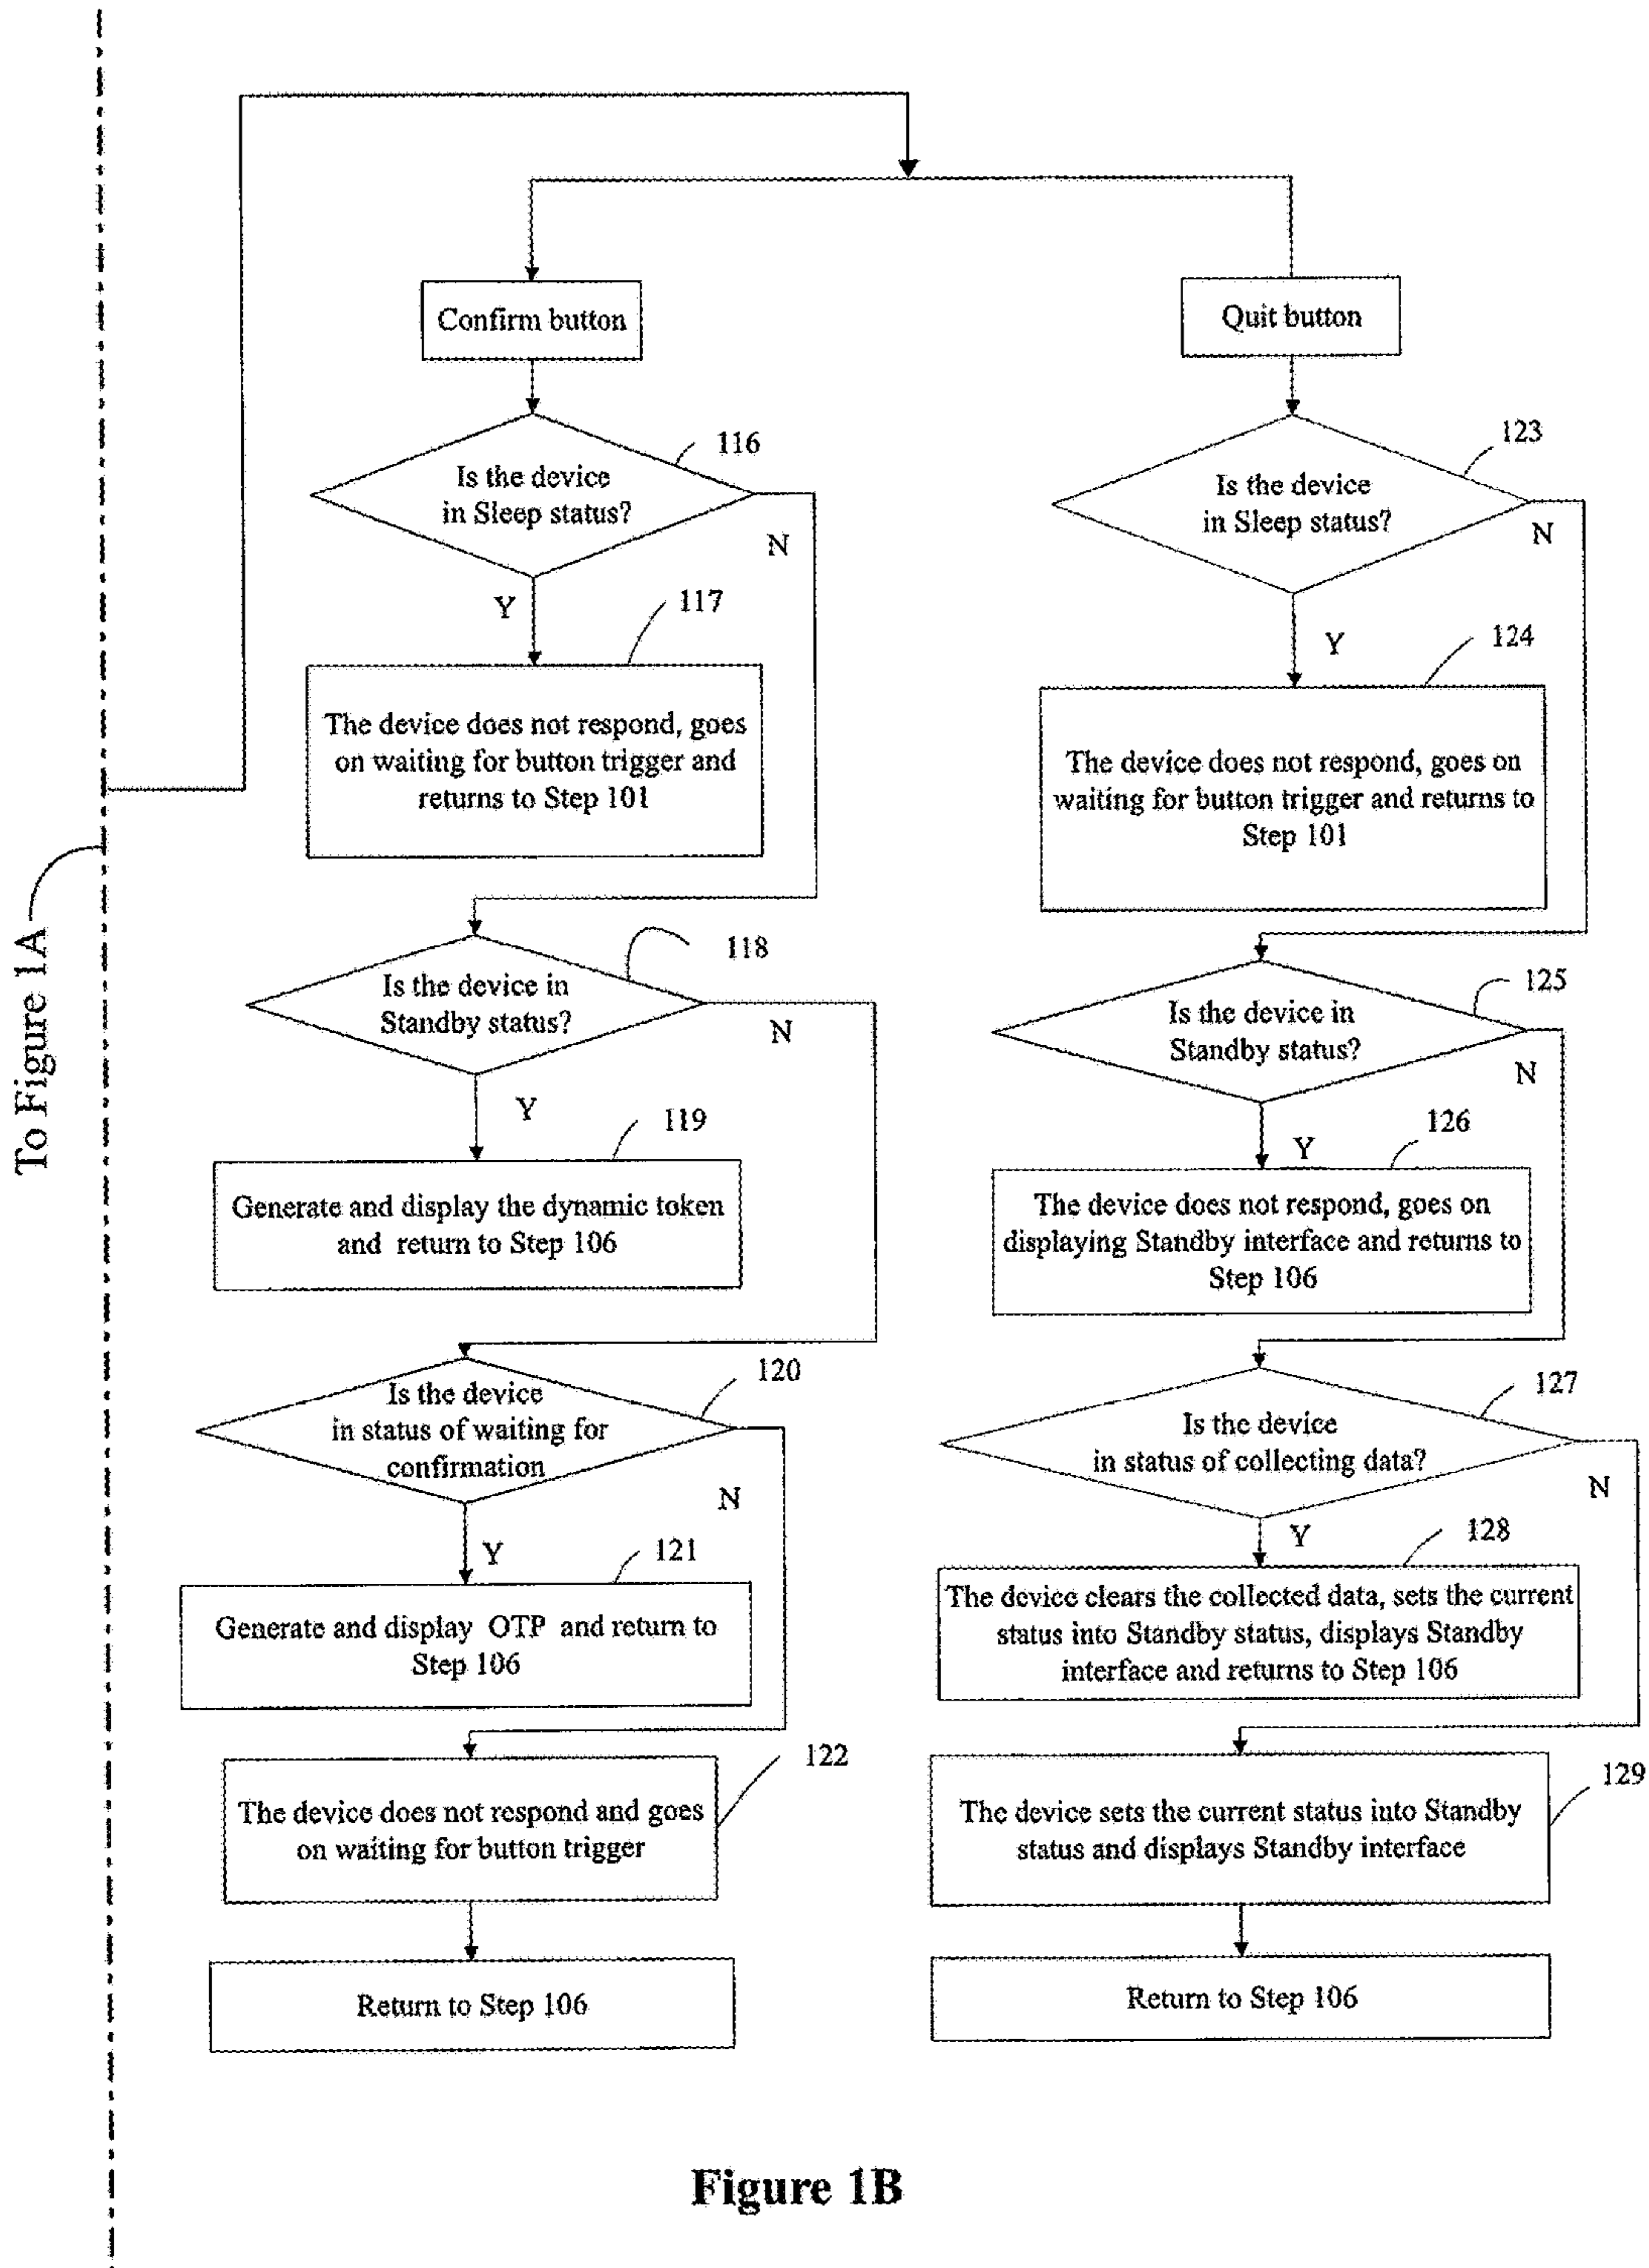 To Figure 1A
Confirm button
Is the device
in Sleep status?
116
N
Y
117
The device does not respond, goes
on waiting for button trigger and
returns to Step 101
118
Is the device in
Standby status?
N
Y
119
Generate and display the dynamic token
and return to Step 106
120
Is the device
in status of waiting for
confirmation
N
Y
121
Generate and display OTP and return to
Step 106
122
The device does not respond and goes
on waiting for button trigger
Return to Step 106
Quit button
123
Is the device
in Sleep status?
N
Y
124
The device does not respond, goes on
waiting for button trigger and returns to
Step 101
125
Is the device in
Standby status?
N
Y
126
The device does not respond, goes on
displaying Standby interface and returns to
Step 106
127
Is the device
in status of collecting data?
N
Y
128
The device clears the collected data, sets the current
status into Standby status, displays Standby
interface and returns to Step 106
129
The device sets the current status into Standby
status and displays Standby interface
Return to Step 106
Figure 1B